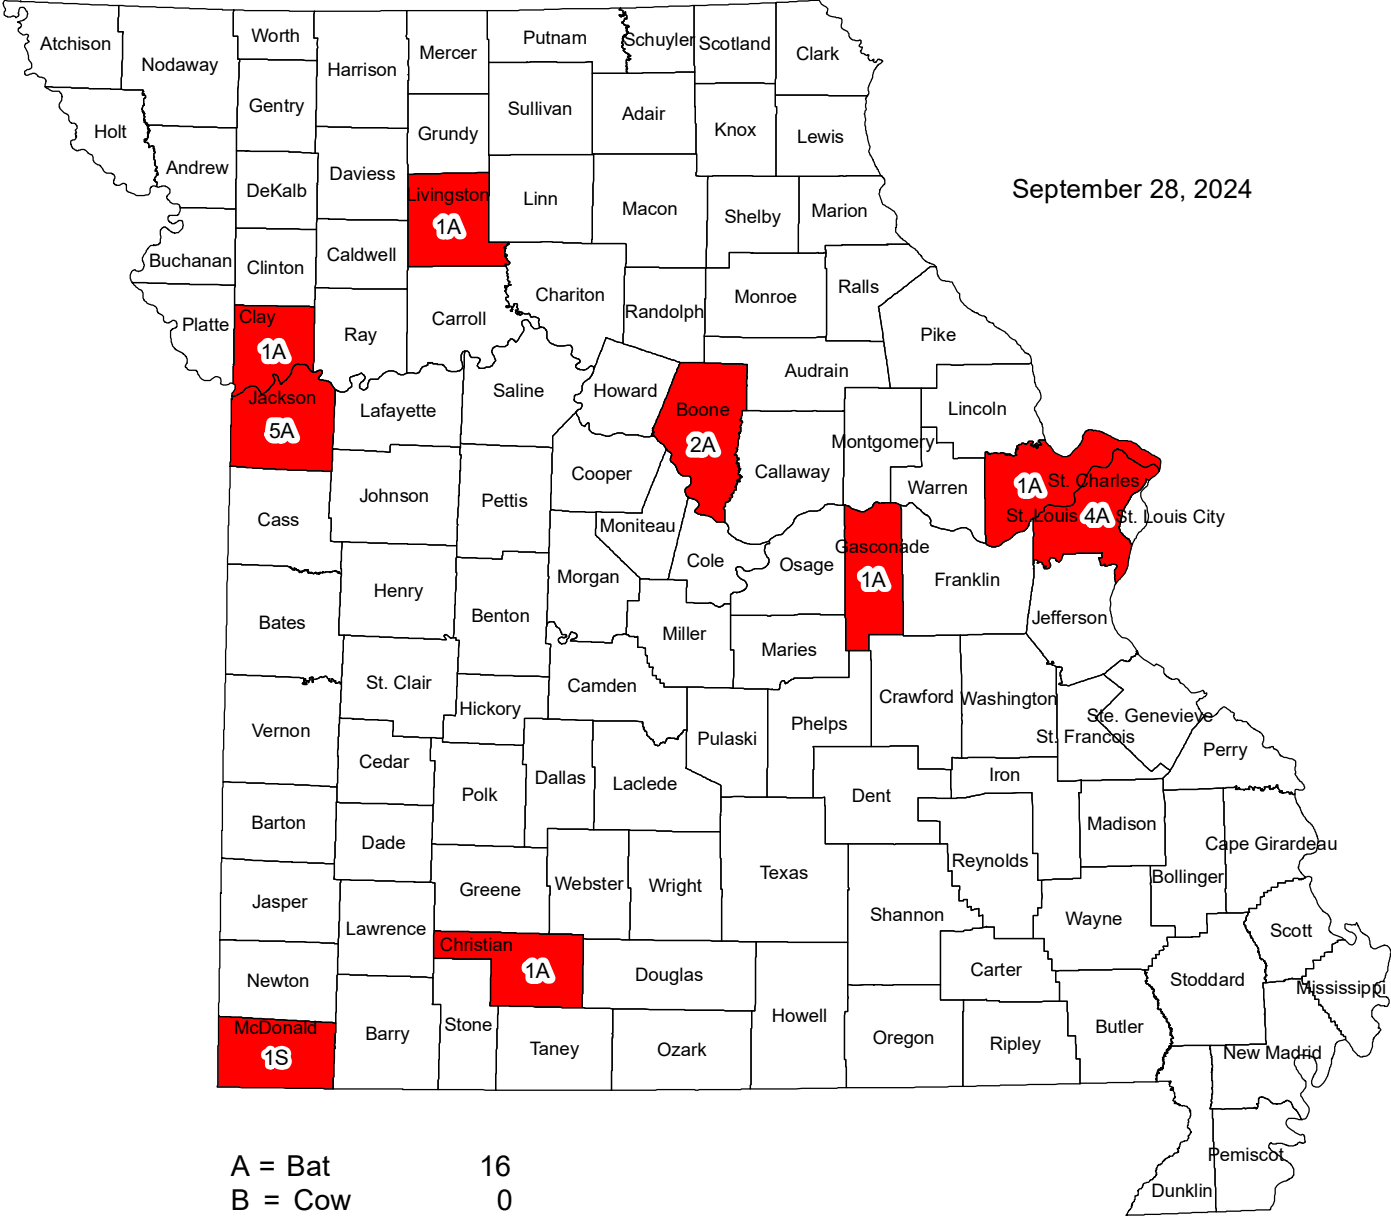 Atchison
Nodaway
Worth
Harrison
Mercer
Putnam
Schuyler
Scotland
Clark
Gentry
Sullivan
Adair
Knox
Lewis
Holt
Andrew
DeKalb
Daviess
Grundy
Livingston
1A
Linn
Macon
Shelby
Marion
September 28, 2024
Buchanan
Clinton
Caldwell
Carroll
Chariton
Randolph
Monroe
Ralls
Pike
Platte
Clay
1A
Ray
Jackson
5A
Lafayette
Saline
Howard
Boone
2A
Audrain
Callaway
Montgomery
Lincoln
Warren
1A
St. Charles
St. Louis
4A
St. Louis City
Cass
Johnson
Pettis
Cooper
Moniteau
Cole
Osage
Gasconade
1A
Franklin
Jefferson
Bates
Henry
Benton
Morgan
Miller
Maries
St. Clair
Hickory
Camden
Pulaski
Phelps
Crawford
Washington
St. Francois
Ste. Genevieve
Perry
Vernon
Cedar
Polk
Dallas
Laclede
Dent
Iron
Madison
Cape Girardeau
Barton
Dade
Greene
Webster
Wright
Texas
Reynolds
Bollinger
Jasper
Lawrence
Christian
1A
Douglas
Shannon
Wayne
Scott
Newton
Carter
Stoddard
Mississippi
McDonald
1S
Barry
Stone
Taney
Ozark
Howell
Oregon
Ripley
Butler
New Madrid
Pemiscot
Dunklin
A = Bat 16
B = Cow 0